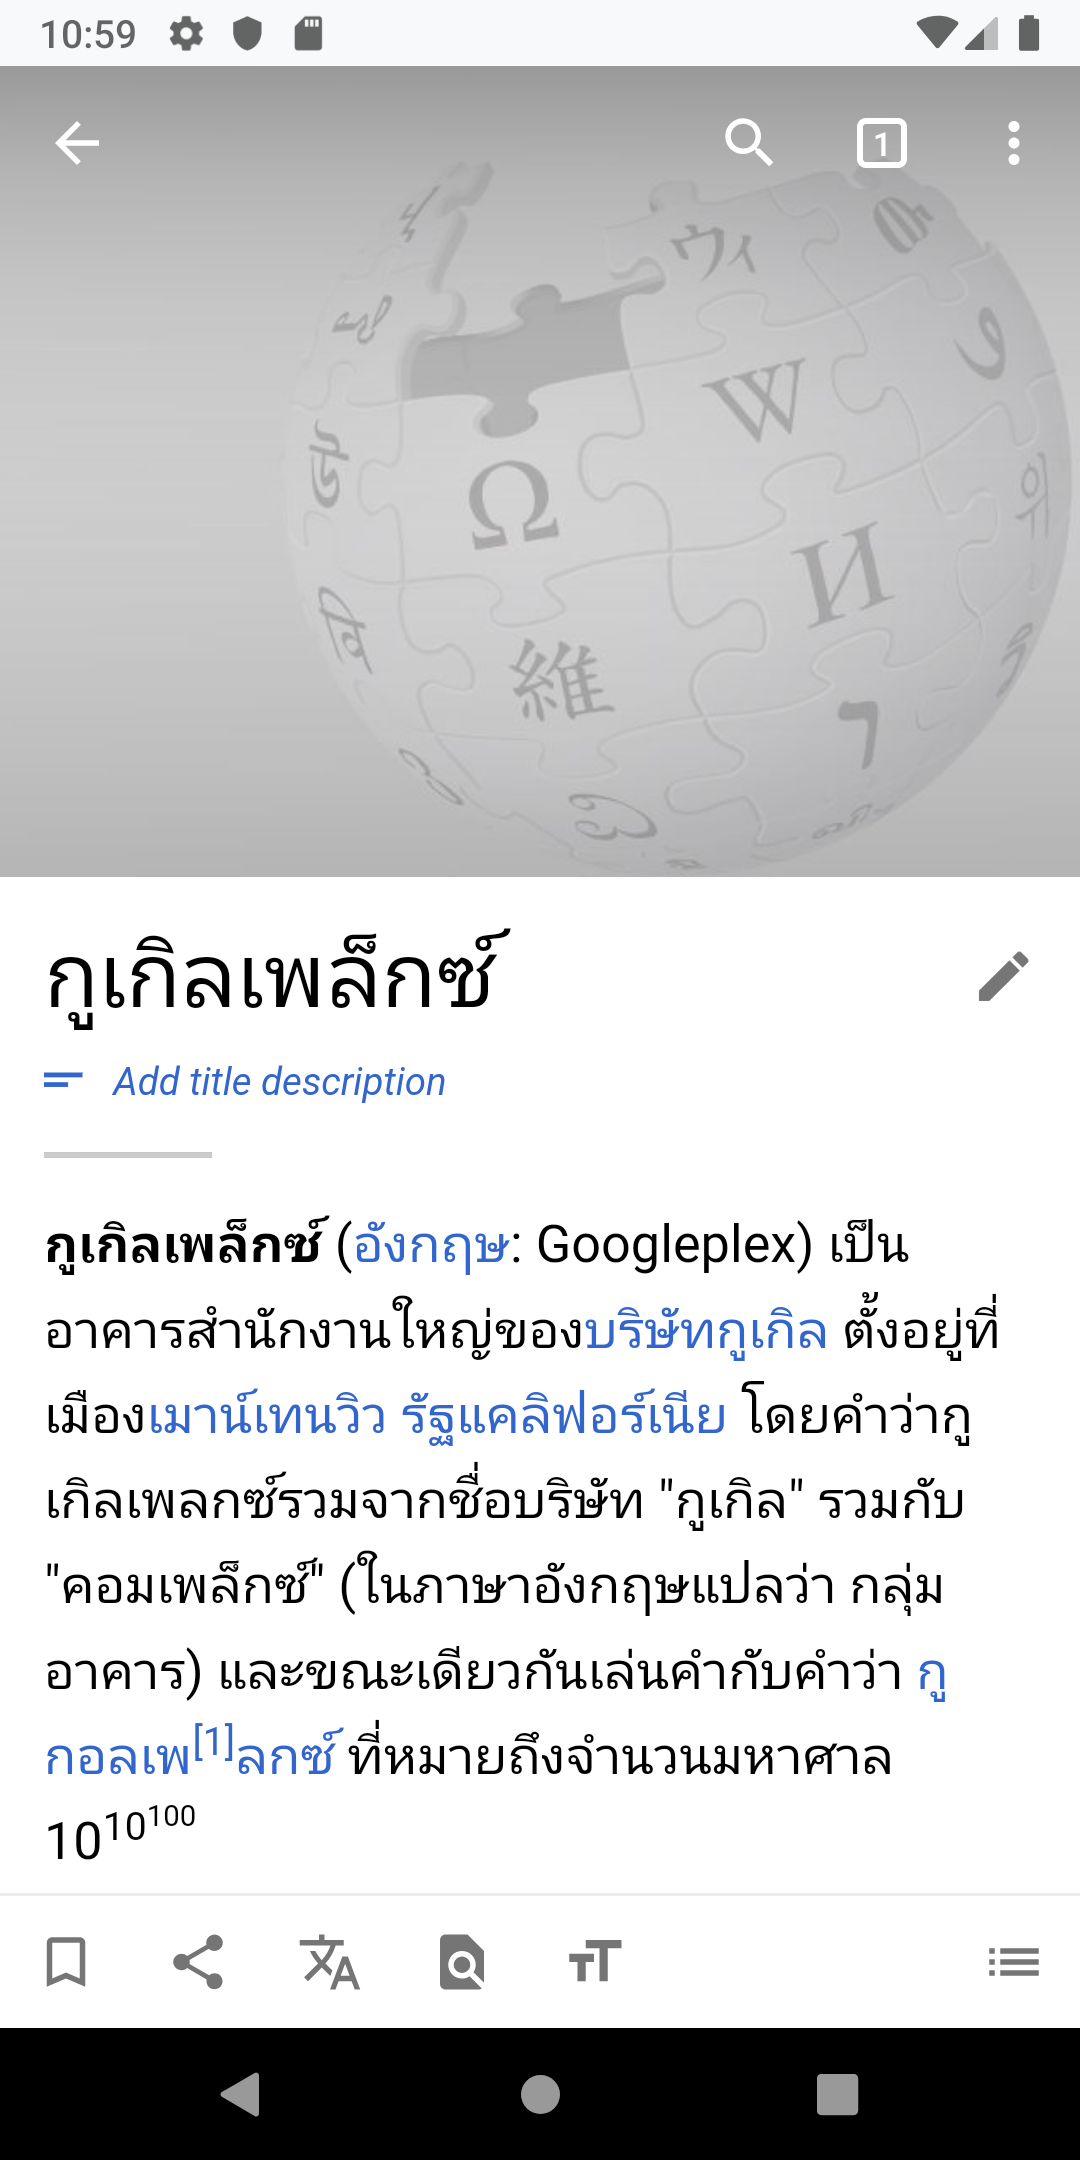 10:59
1
ウィ
W
Ω
И
維
วิ
กูเกิลเพล็กซ์
Add title description
กูเกิลเพล็กซ์ (อังกฤษ: Googleplex) เป็น
อาคารสำนักงานใหญ่ของบริษัทกูเกิล ตั้งอยู่ที่
เมืองเมาน์เทนวิว รัฐแคลิฟอร์เนีย โดยคำว่ากู
เกิลเพลกซ์รวมจากชื่อบริษัท "กูเกิล" รวมกับ
"คอมเพล็กซ์" (ในภาษาอังกฤษแปลว่า กลุ่ม
อาคาร) และขณะเดียวกันเล่นคำกับคำว่า กู
กอลเพ[1]ลกซ์ ที่หมายถึงจำนวนมหาศาล
10^10^100